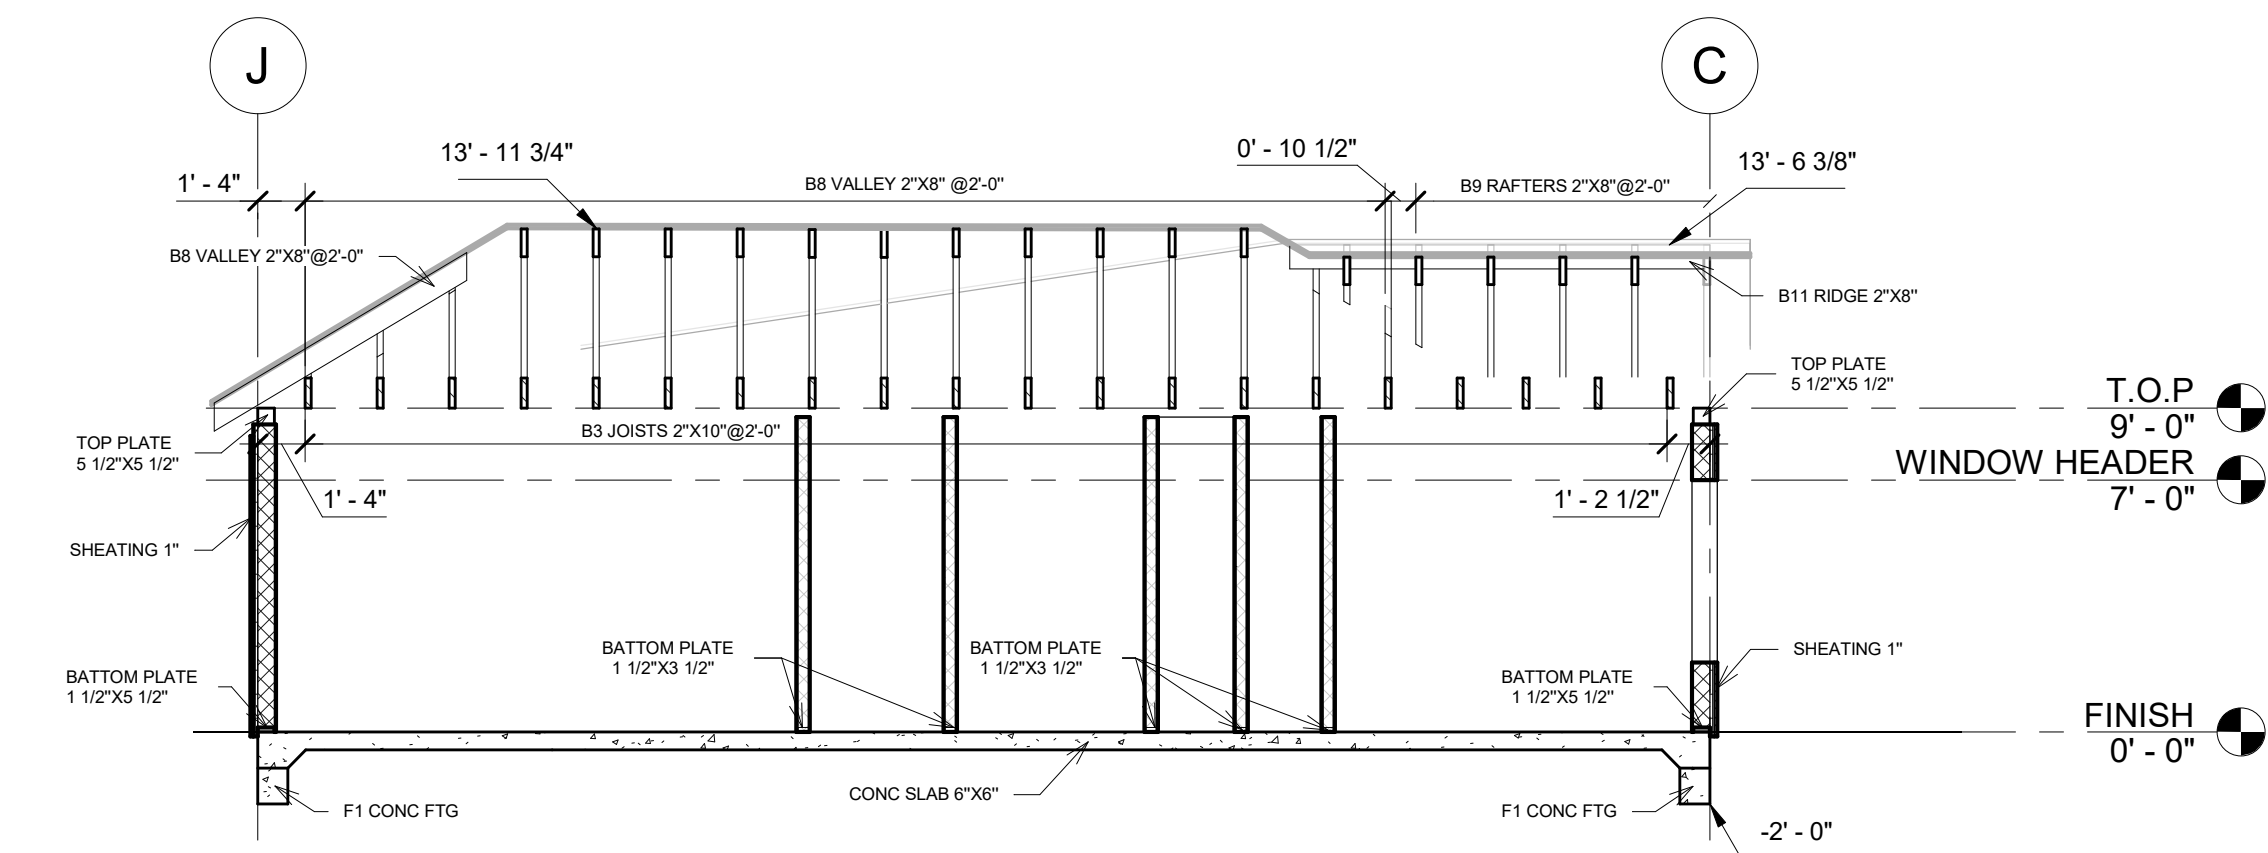 J
C
13' - 11 3/4"
0' - 10 1/2"
13' - 6 3/8"
1' - 4"
B8 VALLEY 2"X8" @2'-0"
B9 RAFTERS 2"X8"@2'-0"
B8 VALLEY 2"X8"@2'-0"
B11 RIDGE 2"X8"
TOP PLATE
5 1/2"X5 1/2"
T.O.P
9' - 0"
TOP PLATE
5 1/2"X5 1/2"
B3 JOISTS 2"X10"@2'-0"
WINDOW HEADER
7' - 0"
1' - 4"
1' - 2 1/2"
SHEATING 1"
BATTOM PLATE
1 1/2"X3 1/2"
BATTOM PLATE
1 1/2"X3 1/2"
SHEATING 1"
BATTOM PLATE
1 1/2"X5 1/2"
BATTOM PLATE
1 1/2"X5 1/2"
FINISH
0' - 0"
CONC SLAB 6"X6"
F1 CONC FTG
F1 CONC FTG
-2' - 0"